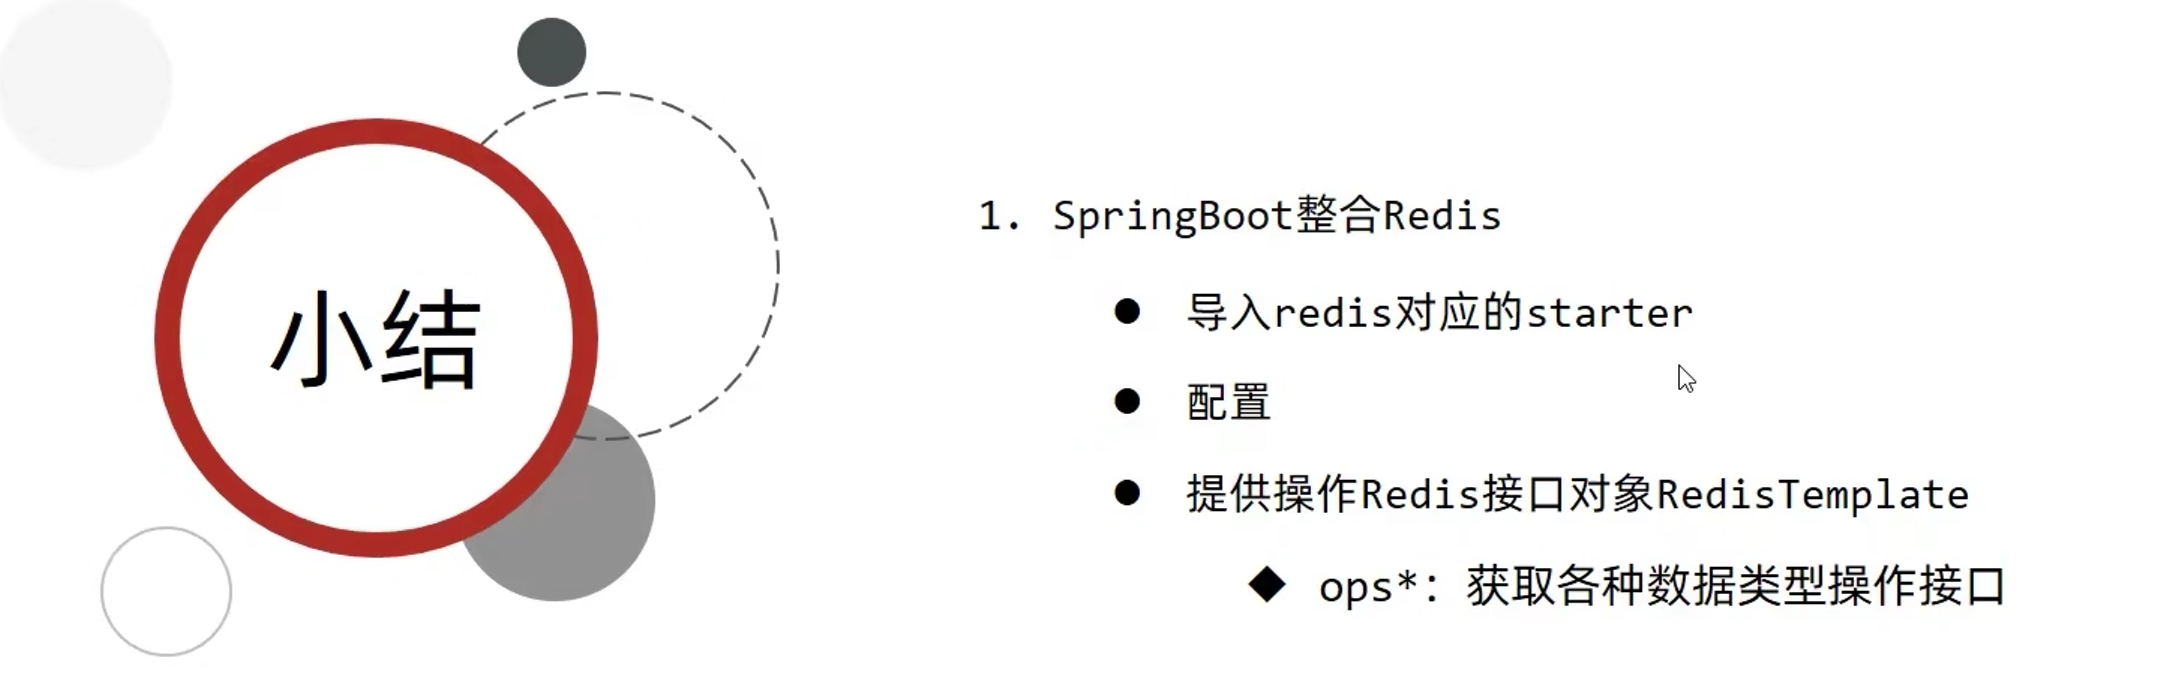 小结
1. SpringBoot整合Redis
● 导入redis对应的starter
● 配置
● 提供操作Redis接口对象RedisTemplate
◆ ops*：获取各种数据类型操作接口